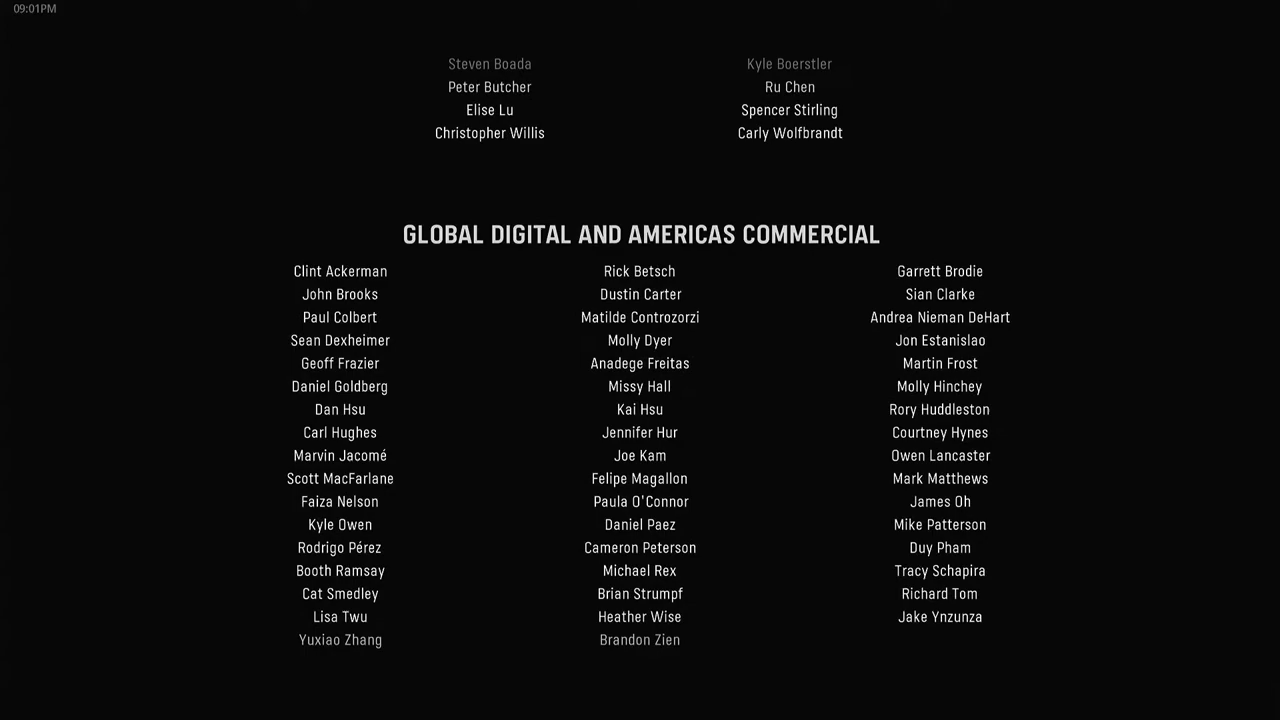 09:01PM
Steven Boada Kyle Boerstler
Peter Butcher Ru Chen
Elise Lu Spencer Stirling
Christopher Willis Carly Wolfbrandt
GLOBAL DIGITAL AND AMERICAS COMMERCIAL
Clint Ackerman Rick Betsch Garrett Brodie
John Brooks Dustin Carter Sian Clarke
Paul Colbert Matilde Controzorzi Andrea Nieman DeHart
Sean Dexheimer Molly Dyer Jon Estanislao
Geoff Frazier Anadege Freitas Martin Frost
Daniel Goldberg Missy Hall Molly Hinchey
Dan Hsu Kai Hsu Rory Huddleston
Carl Hughes Jennifer Hur Courtney Hynes
Marvin Jacomé Joe Kam Owen Lancaster
Scott MacFarlane Felipe Magallon Mark Matthews
Faiza Nelson Paula O'Connor James Oh
Kyle Owen Daniel Paez Mike Patterson
Rodrigo Pérez Cameron Peterson Duy Pham
Booth Ramsay Michael Rex Tracy Schapira
Cat Smedley Brian Strumpf Richard Tom
Lisa Twu Heather Wise Jake Ynzunza
Yuxiao Zhang Brandon Zien